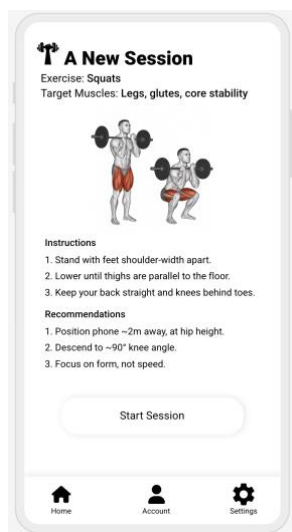 A New Session
Exercise: Squats
Target Muscles: Legs, glutes, core stability
Instructions
1. Stand with feet shoulder-width apart.
2. Lower until thighs are parallel to the floor.
3. Keep your back straight and knees behind toes.
Recommendations
1. Position phone ~2m away, at hip height.
2. Descend to ~90° knee angle.
3. Focus on form, not speed.
Start Session
Home Account Settings